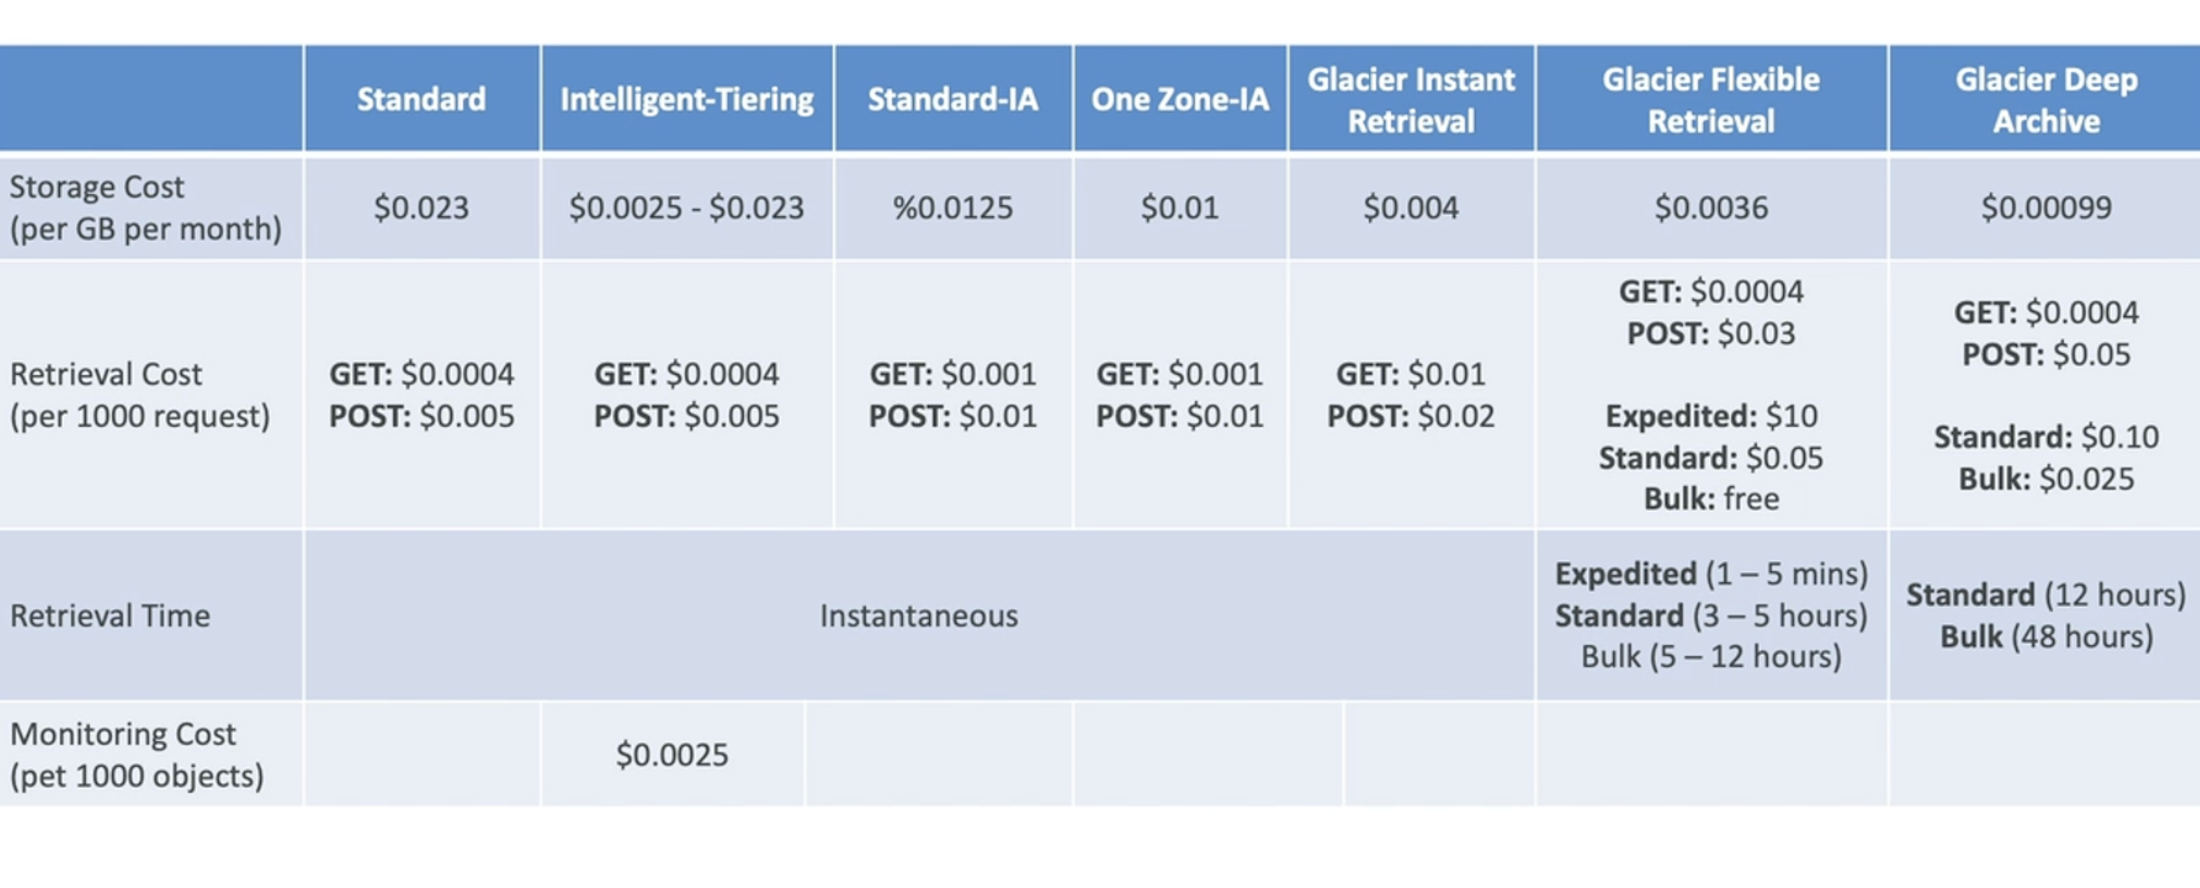 Standard
Intelligent-Tiering
Standard-IA
One Zone-IA
Glacier Instant
Retrieval
Glacier Flexible
Retrieval
Glacier Deep
Archive
Storage Cost
(per GB per month)
$0.023
$0.0025 - $0.023
%0.0125
$0.01
$0.004
$0.0036
$0.00099
Retrieval Cost
(per 1000 request)
GET: $0.0004
POST: $0.005
GET: $0.0004
POST: $0.005
GET: $0.001
POST: $0.01
GET: $0.001
POST: $0.01
GET: $0.01
POST: $0.02
GET: $0.0004
POST: $0.03
Expedited: $10
Standard: $0.05
Bulk: free
GET: $0.0004
POST: $0.05
Standard: $0.10
Bulk: $0.025
Retrieval Time
Instantaneous
Expedited (1 – 5 mins)
Standard (3 – 5 hours)
Bulk (5 – 12 hours)
Standard (12 hours)
Bulk (48 hours)
Monitoring Cost
(pet 1000 objects)
$0.0025